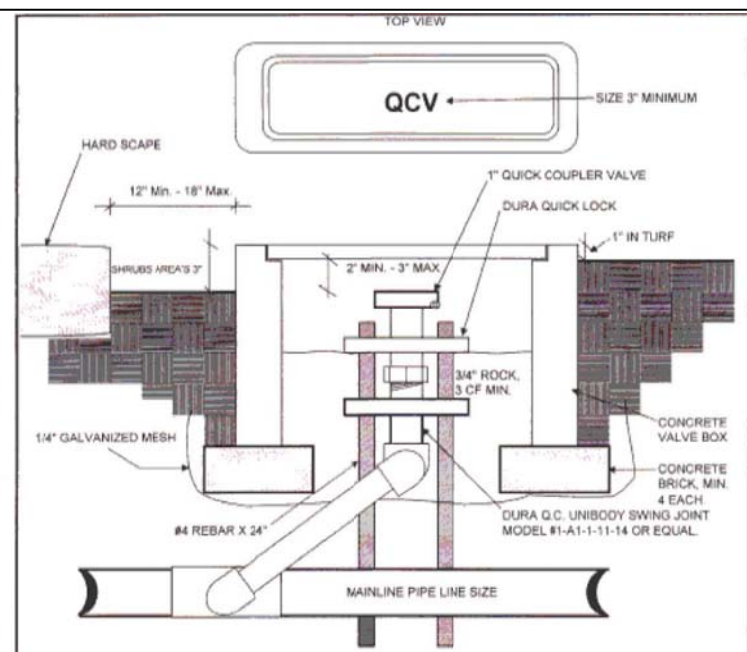 TOP VIEW
QCV
SIZE 3" MINIMUM
HARD SCAPE
12" Min. - 18" Max.
1" QUICK COUPLER VALVE
DURA QUICK LOCK
1" IN TURF
SHRUBS AREA'S 3"
2" MIN. - 3" MAX
3/4" ROCK,
3 CF MIN.
1/4" GALVANIZED MESH
CONCRETE
VALVE BOX
CONCRETE
BRICK, MIN.
4 EACH.
#4 REBAR X 24"
DURA Q.C. UNIBODY SWING JOINT
MODEL #1-A1-1-11-14 OR EQUAL.
MAINLINE PIPE LINE SIZE